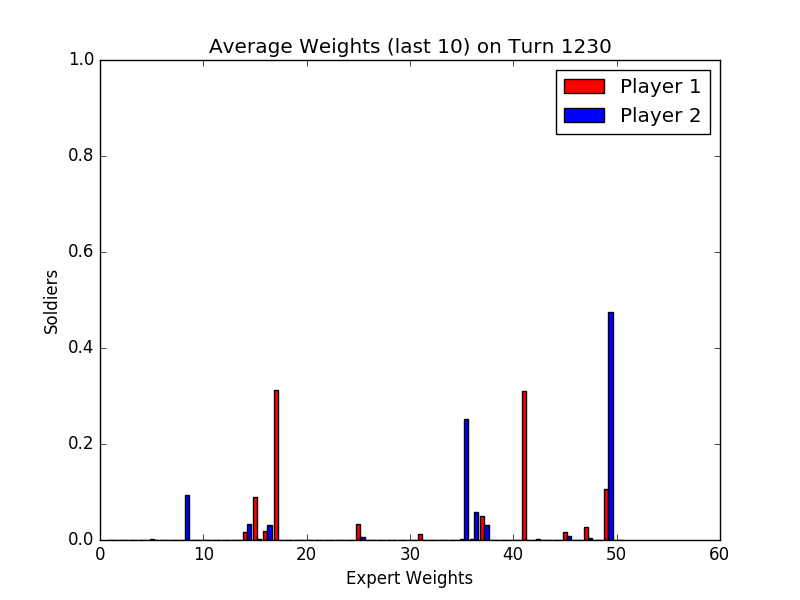 Average Weights (last 10) on Turn 1230
1.0
0.8
0.6
0.4
0.2
0.0
Soldiers
Player 1
Player 2
0 10 20 30 40 50 60
Expert Weights